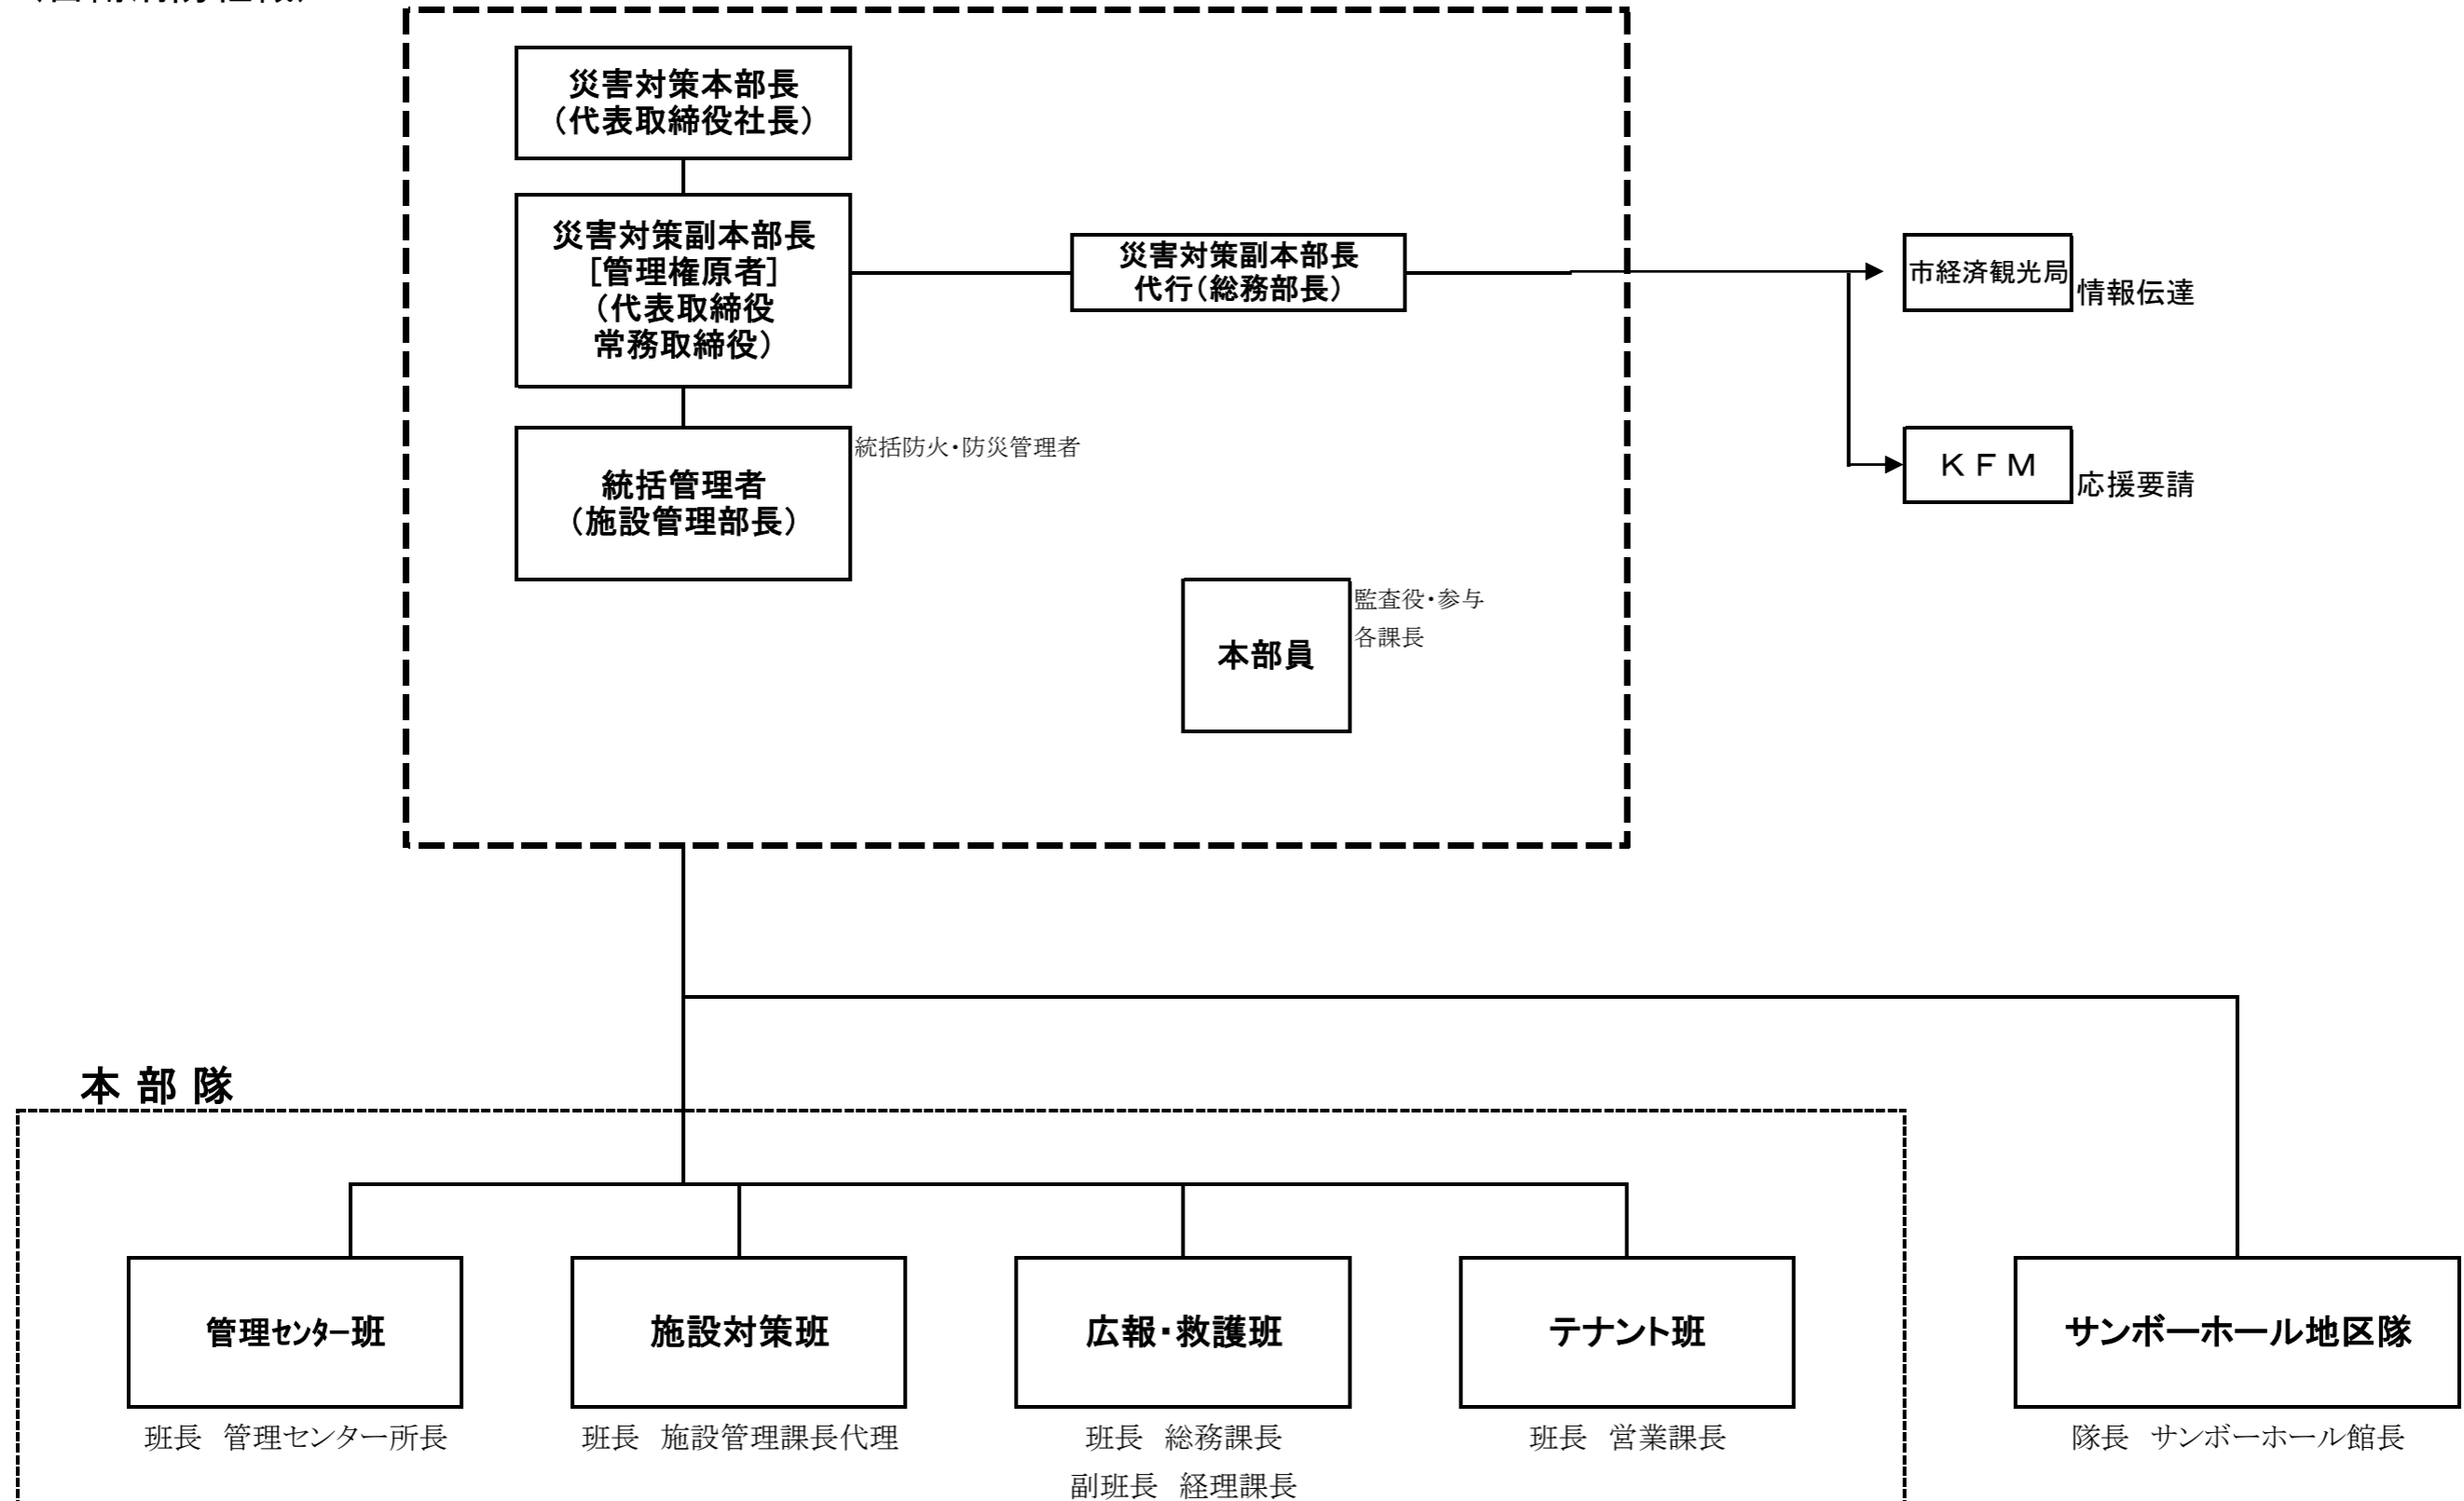 災害対策本部長
（代表取締役社長）
災害対策副本部長
[管理権原者]
（代表取締役
常務取締役）
災害対策副本部長
代行（総務部長）
市経済観光局
情報伝達
統括管理者
（施設管理部長）
統括防火・防災管理者
ＫＦＭ
応援要請
本部員
監査役・参与
各課長
本部隊
管理センター班
施設対策班
広報・救護班
テナント班
サンボーホール地区隊
班長　管理センター所長
班長　施設管理課長代理
班長　総務課長
班長　営業課長
隊長　サンボーホール館長
副班長　経理課長